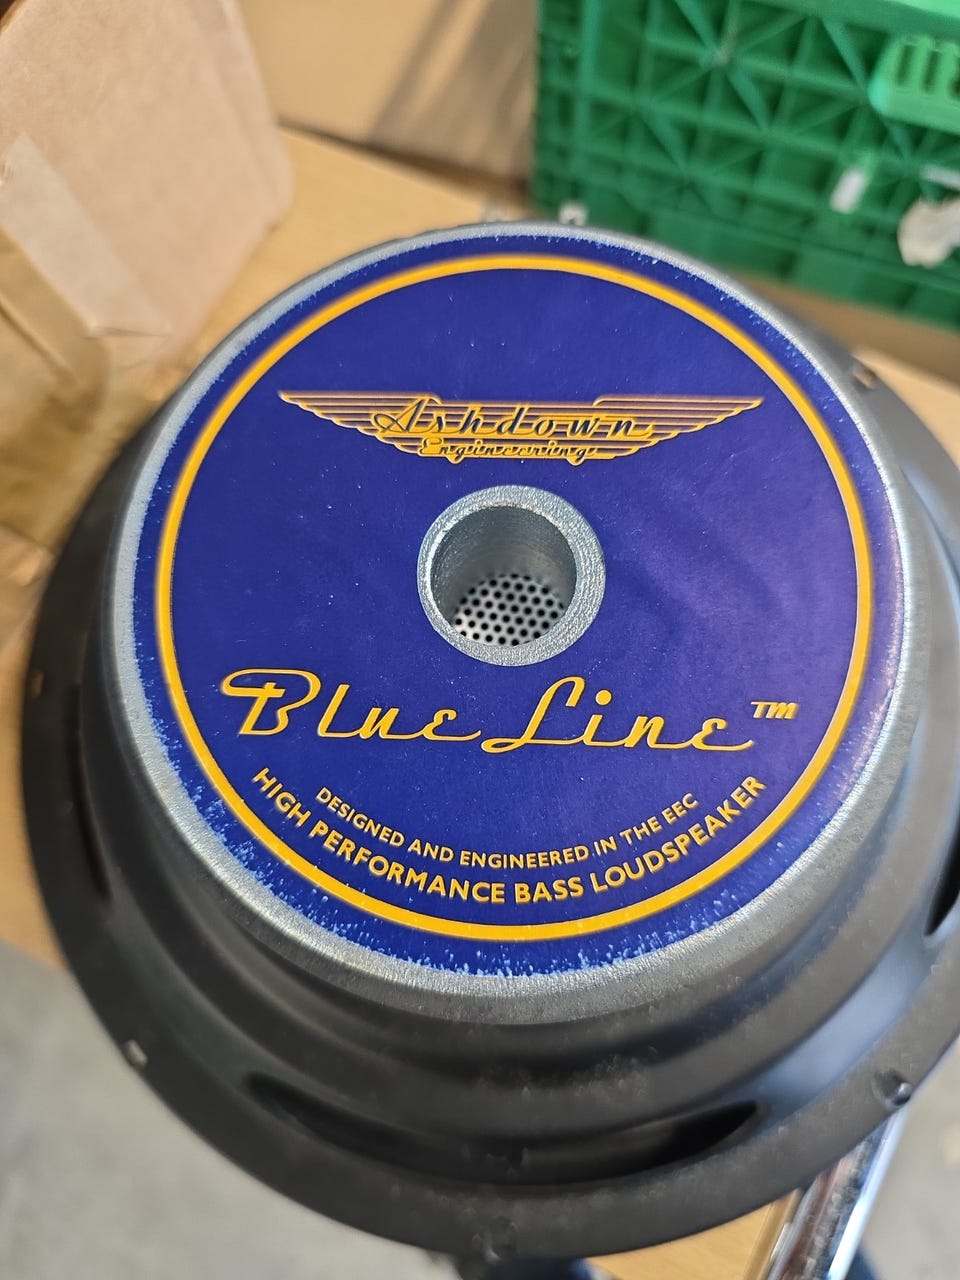 Ashdown
Engineering
Blue Line™
DESIGNED AND ENGINEERED IN THE EEC
HIGH PERFORMANCE BASS LOUDSPEAKER